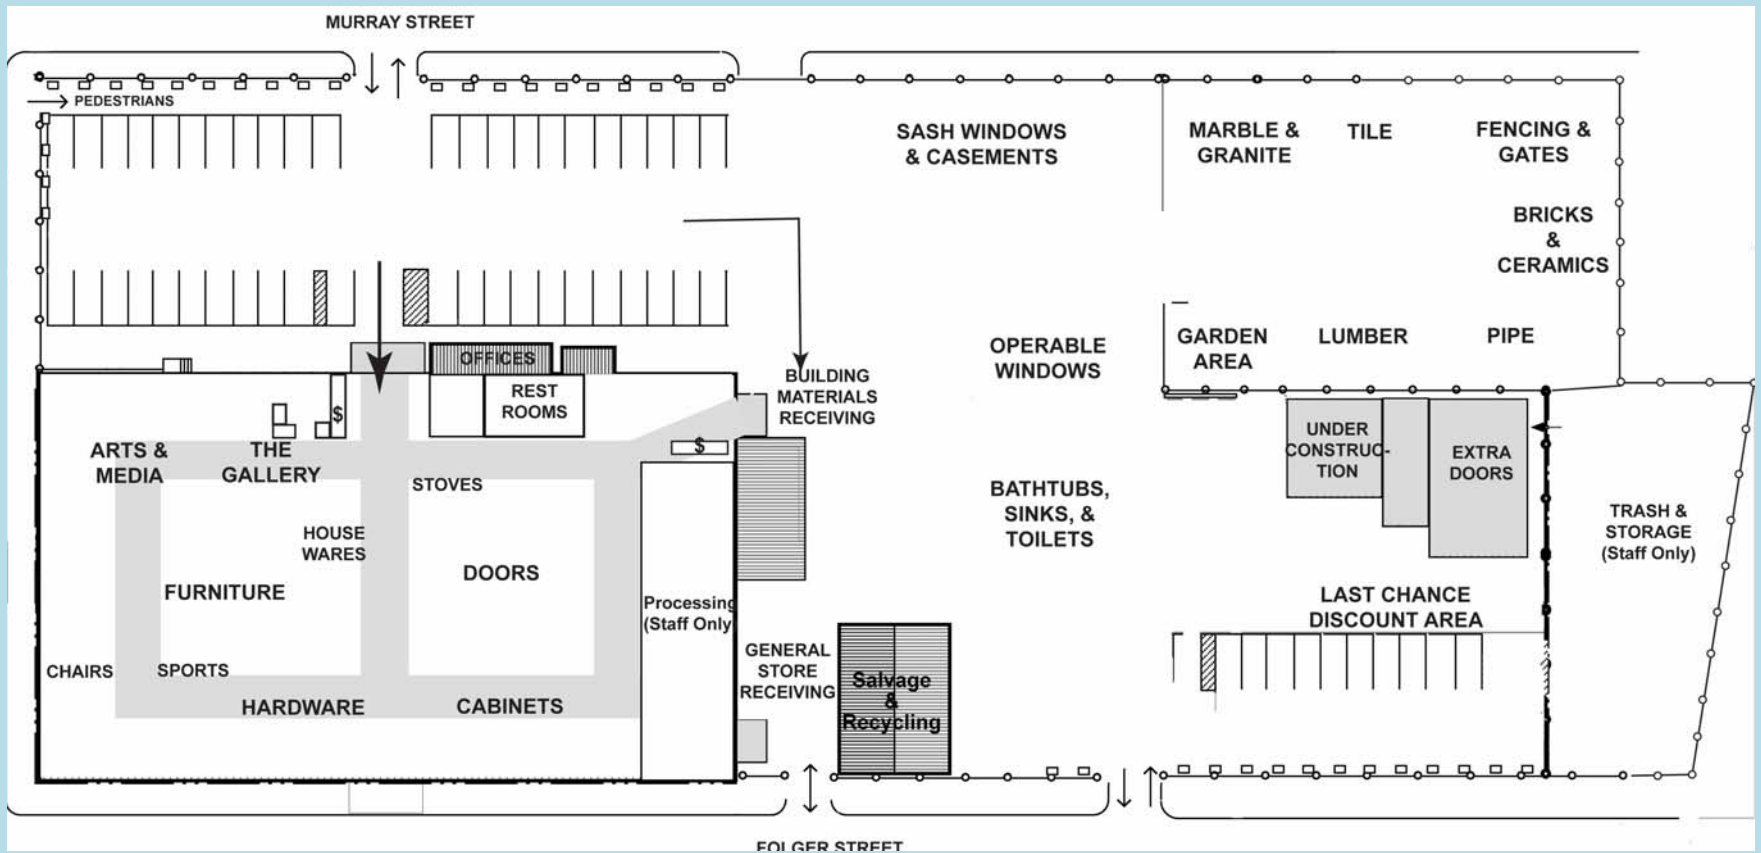 MURRAY STREET
PEDESTRIANS
SASH WINDOWS
& CASEMENTS
MARBLE &
GRANITE
TILE
FENCING &
GATES
BRICKS
&
CERAMICS
OPERABLE
WINDOWS
GARDEN
AREA
LUMBER
PIPE
OFFICES
REST
ROOMS
BUILDING
MATERIALS
RECEIVING
$
$
ARTS &
MEDIA
THE
GALLERY
STOVES
HOUSE
WARES
FURNITURE
DOORS
BATHTUBS,
SINKS, &
TOILETS
UNDER
CONSTRUC-
TION
EXTRA
DOORS
TRASH &
STORAGE
(Staff Only)
Processing
(Staff Only
LAST CHANCE
DISCOUNT AREA
CHAIRS
SPORTS
HARDWARE
CABINETS
GENERAL
STORE
RECEIVING
Salvage
&
Recycling
FOLGER STREET